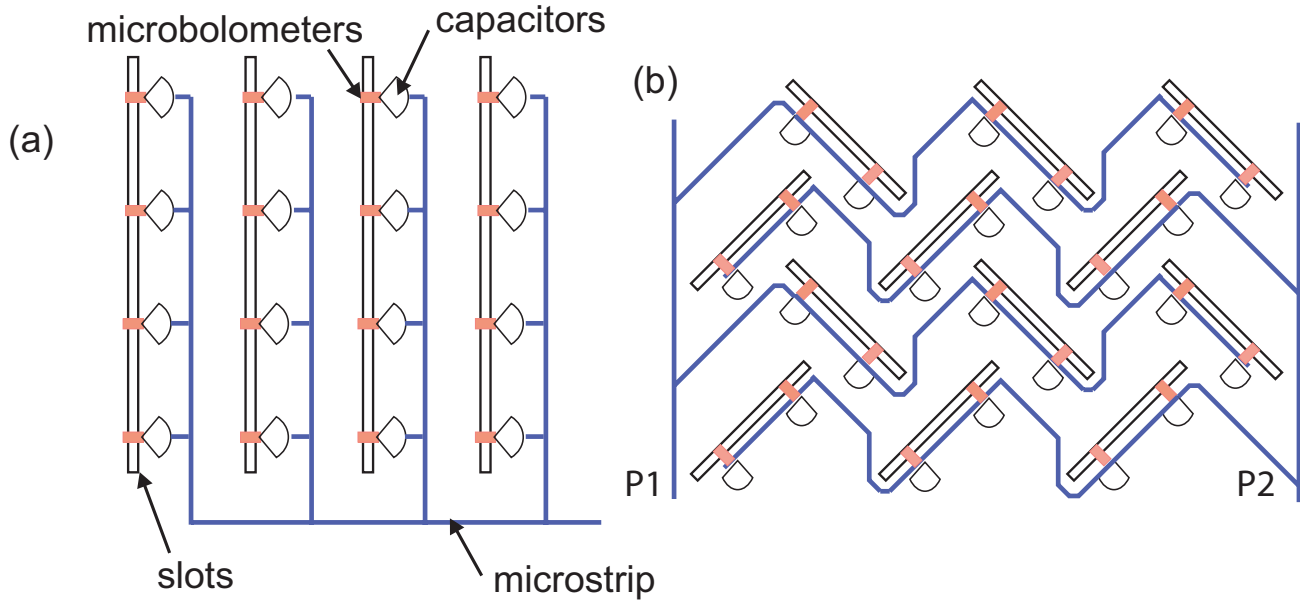 microbolometers
capacitors
(a)
slots
microstrip
(b)
P1
P2